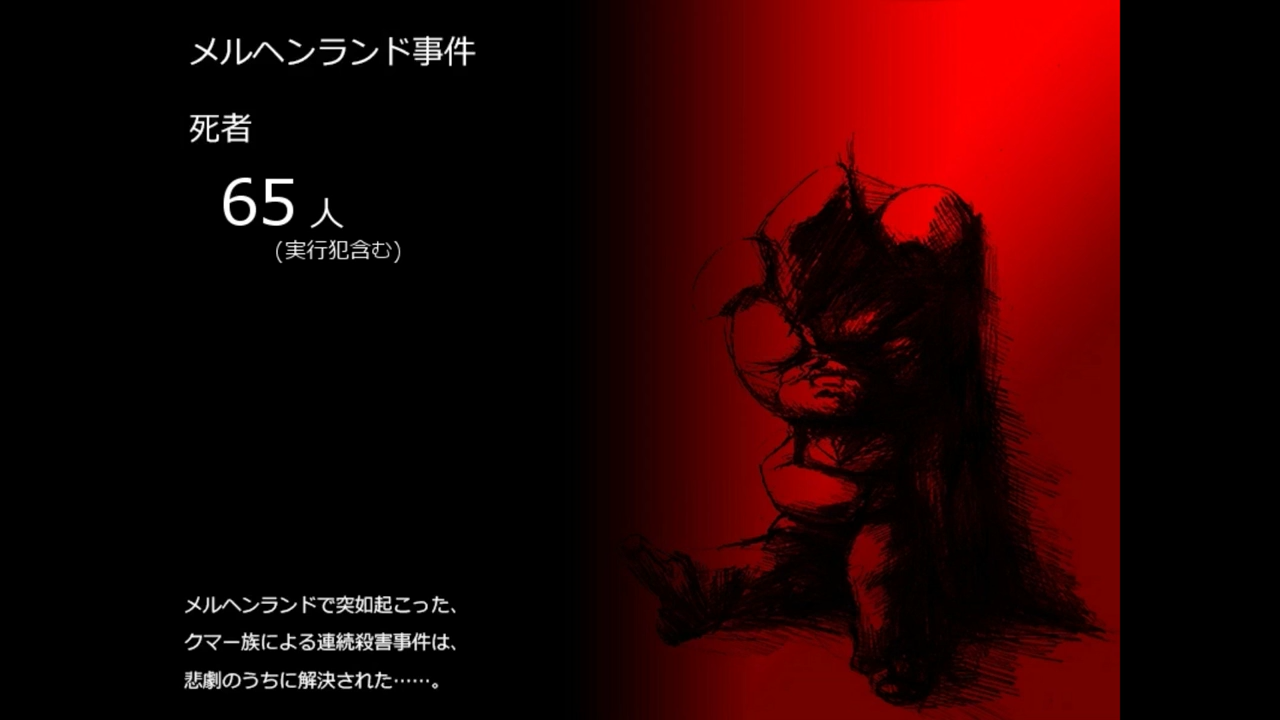 メルヘンランド事件
死者
65 人
(実行犯含む)
メルヘンランドで突如起こった、
クマー族による連続殺害事件は、
悲劇のうちに解決された……。